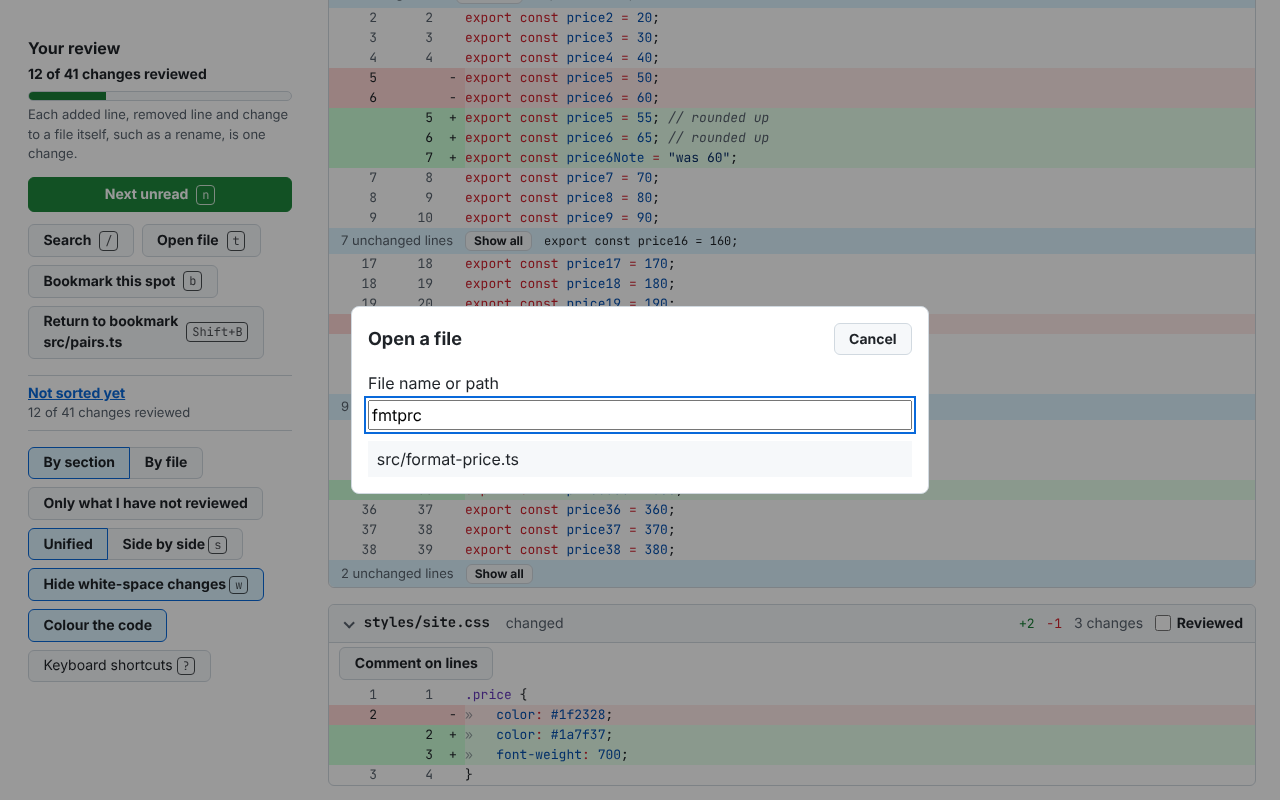 Your review
12 of 41 changes reviewed
Each added line, removed line and change
to a file itself, such as a rename, is one
change.
Next unread n
Search / Open file t
Bookmark this spot b
Return to bookmark
src/pairs.ts Shift+B
Not sorted yet
12 of 41 changes reviewed
By section By file
Only what I have not reviewed
Unified Side by side s
Hide white-space changes w
Colour the code
Keyboard shortcuts ?
2 2 export const price2 = 20;
3 3 export const price3 = 30;
4 4 export const price4 = 40;
5 - export const price5 = 50;
6 - export const price6 = 60;
5 + export const price5 = 55; // rounded up
6 + export const price6 = 65; // rounded up
7 + export const price6Note = "was 60";
7 8 export const price7 = 70;
8 9 export const price8 = 80;
9 10 export const price9 = 90;
7 unchanged lines Show all export const price16 = 160;
17 18 export const price17 = 170;
18 19 export const price18 = 180;
19 20 export const price19 = 190;
9
Open a file Cancel
File name or path
fmtprc
src/format-price.ts
36 37 export const price36 = 360;
37 38 export const price37 = 370;
38 39 export const price38 = 380;
2 unchanged lines Show all
styles/site.css changed +2 -1 3 changes Reviewed
Comment on lines
1 1 .price {
2 - » color: #1f2328;
2 + » color: #1a7f37;
3 + » font-weight: 700;
3 4 }